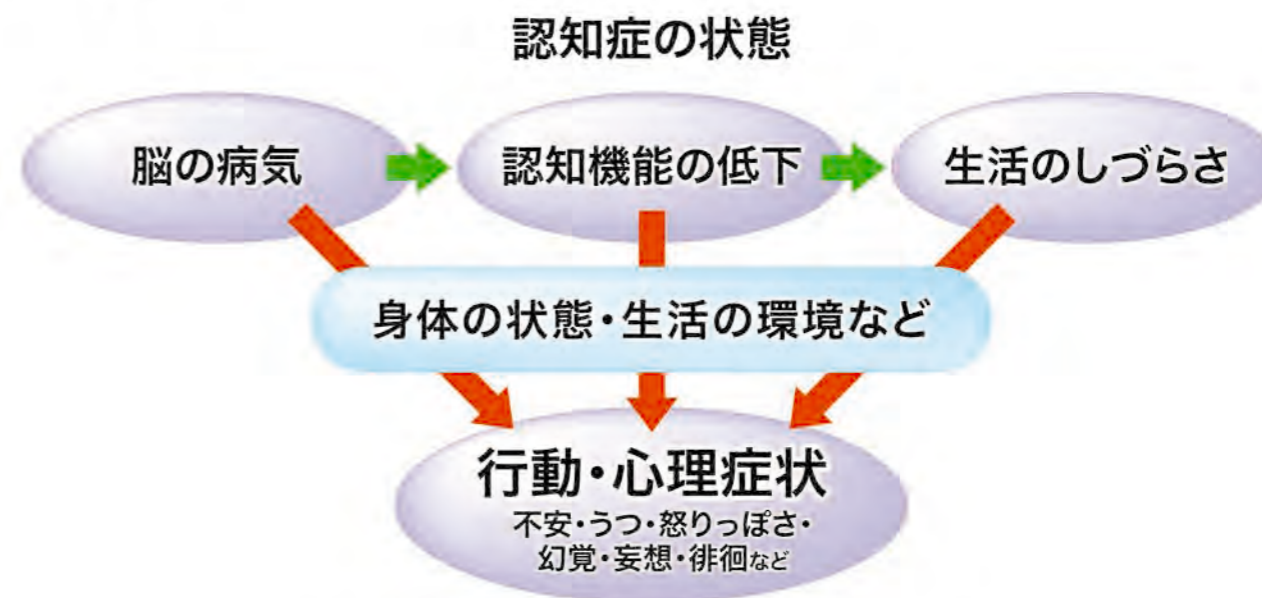 認知症の状態
脳の病気
認知機能の低下
生活のしづらさ
身体の状態・生活の環境など
行動・心理症状
不安・うつ・怒りっぽさ・
幻覚・妄想・徘徊など